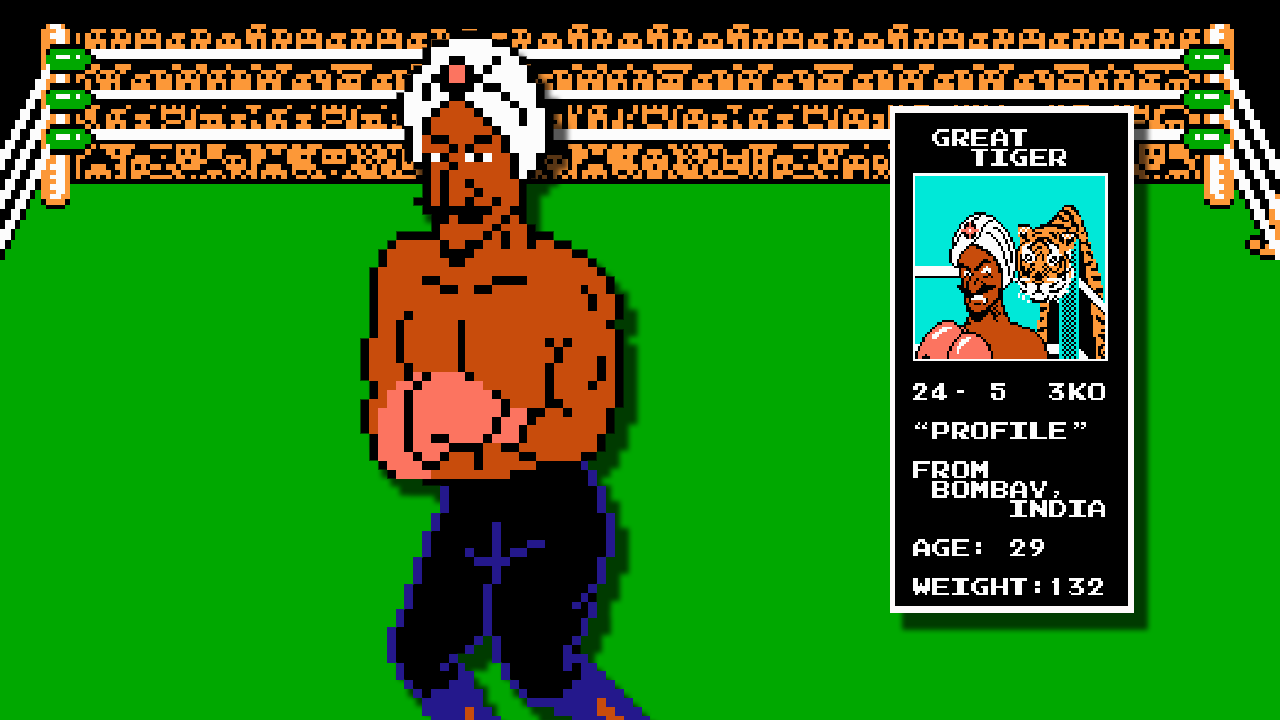 GREAT
TIGER
24- 5 3KO
“PROFILE”
FROM
BOMBAY,
INDIA
AGE: 29
WEIGHT:132